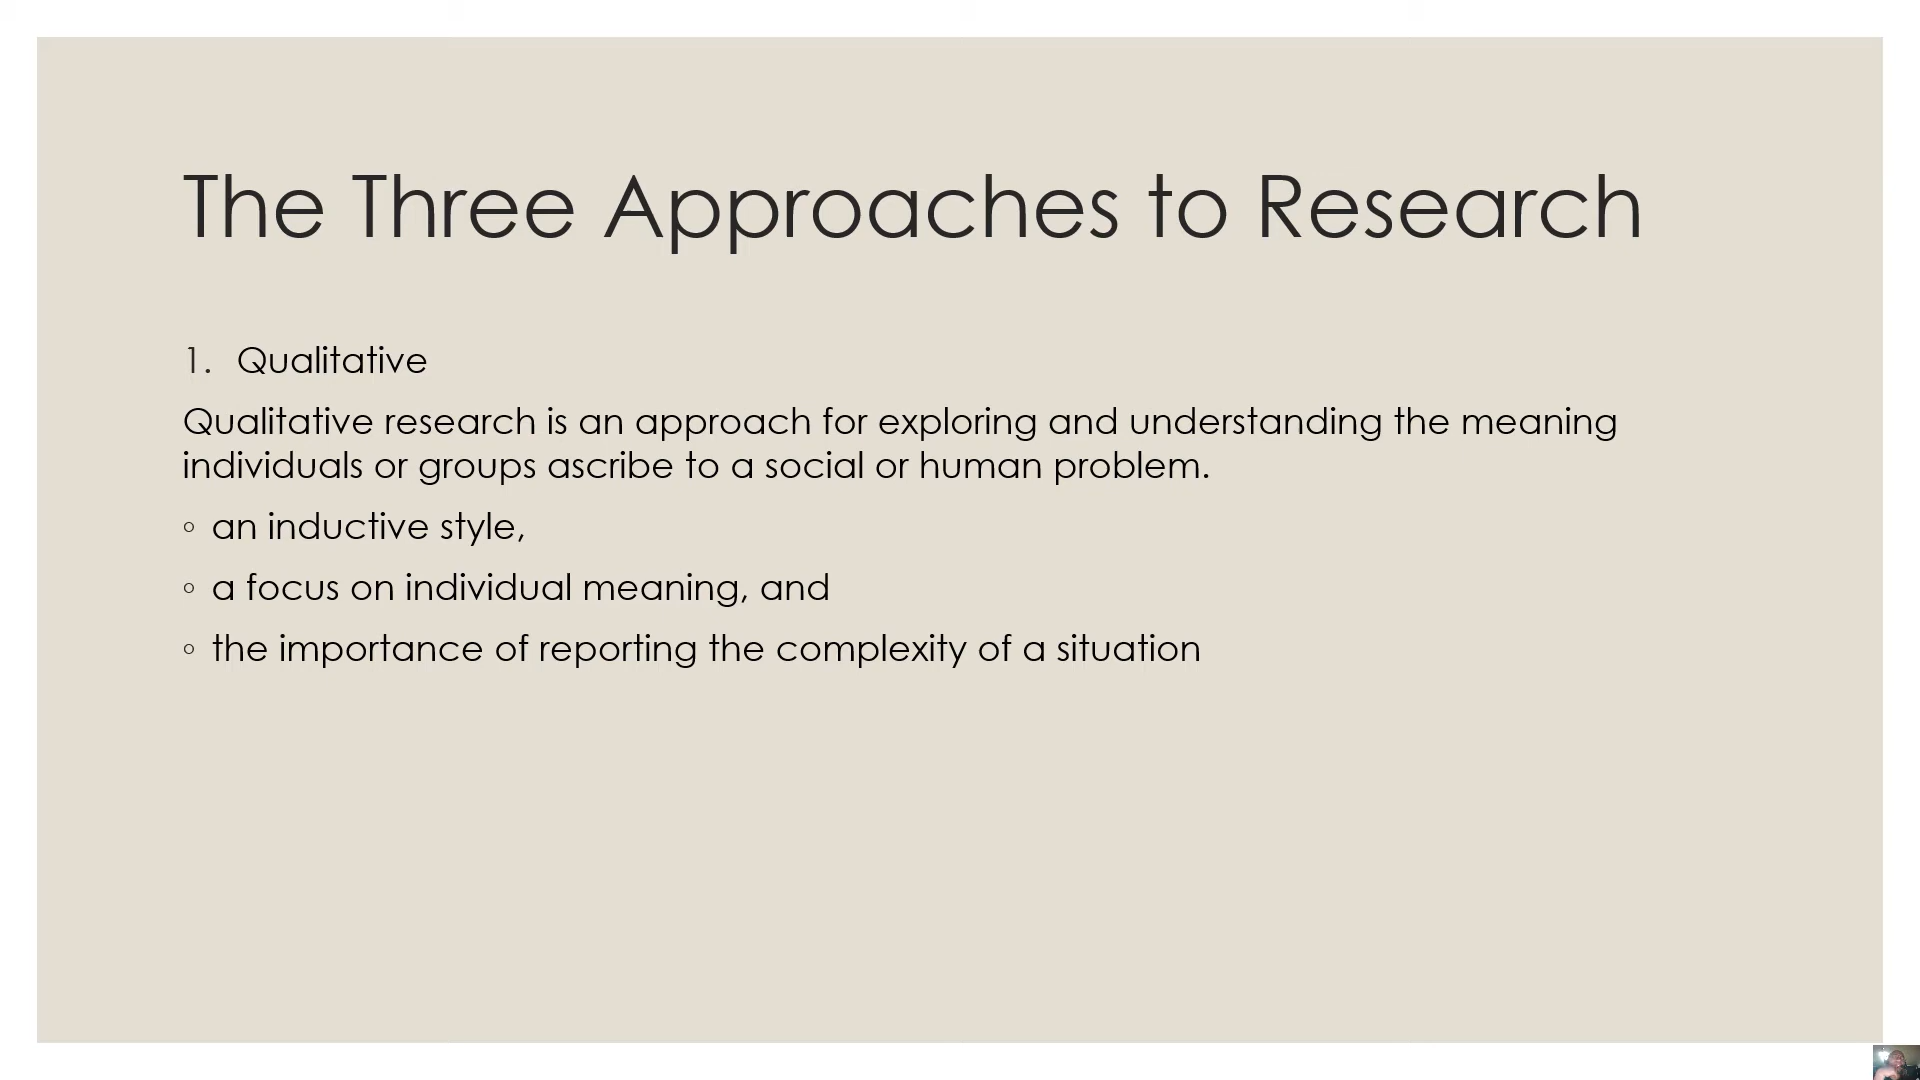 The Three Approaches to Research
1. Qualitative
Qualitative research is an approach for exploring and understanding the meaning
individuals or groups ascribe to a social or human problem.
◦ an inductive style,
◦ a focus on individual meaning, and
◦ the importance of reporting the complexity of a situation